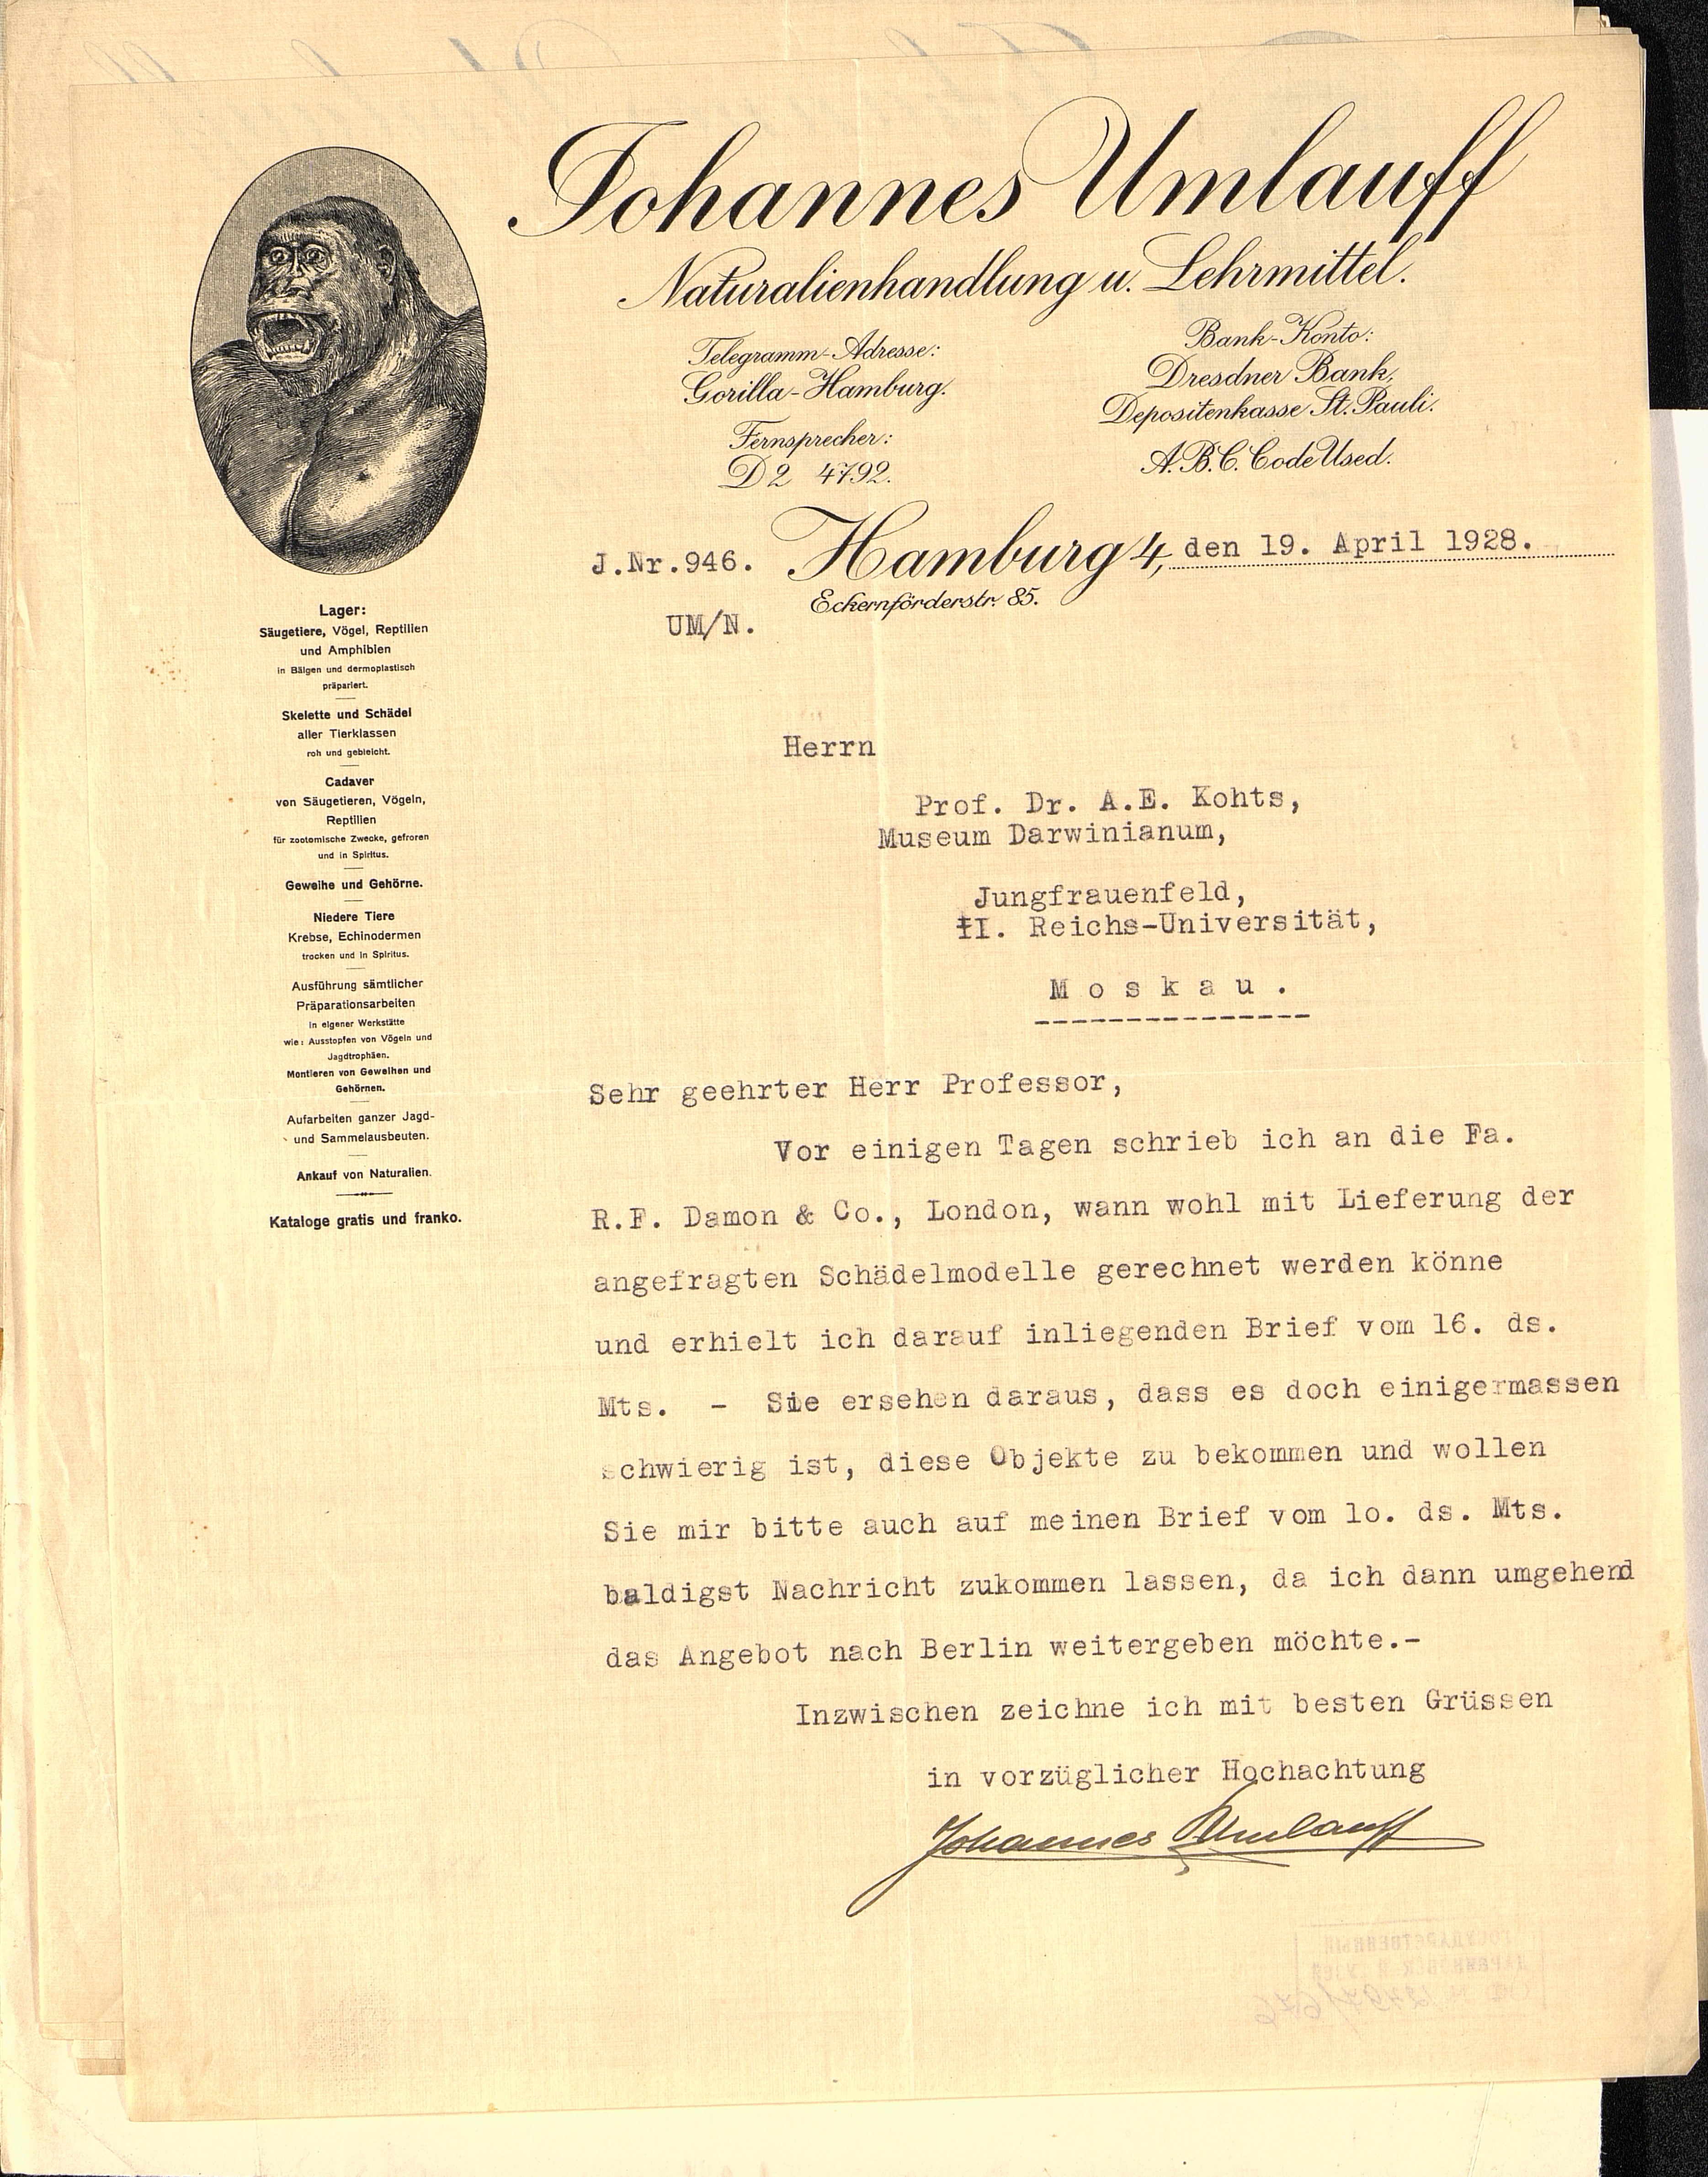 Johannes Umlauff
Naturalienhandlung u. Lehrmittel.
Telegramm-Adresse:
Gorilla-Hamburg.
Fernsprecher:
D2 4792.
Bank-Konto:
Dresdner Bank,
Depositenkasse St. Pauli.
A.B.C. Code Used.
J.Nr.946.
Hamburg 4, den 19. April 1928.
Eckernförderstr. 85.
UM/N.
Lager:
Säugetiere, Vögel, Reptilien
und Amphibien
in Bälgen und dermoplastisch
präpariert.
Skelette und Schädel
aller Tierklassen
roh und gebleicht.
Cadaver
von Säugetieren, Vögeln,
Reptilien
für zootomische Zwecke, gefroren
und in Spiritus.
Geweihe und Gehörne.
Niedere Tiere
Krebse, Echinodermen
trocken und in Spiritus.
Ausführung sämtlicher
Präparationsarbeiten
in eigener Werkstätte
wie: Ausstopfen von Vögeln und
Jagdtrophäen.
Montieren von Geweihen und
Gehörnen.
Aufarbeiten ganzer Jagd-
und Sammelausbeuten.
Ankauf von Naturalien.
Kataloge gratis und franko.
Herrn
Prof. Dr. A.E. Kohts,
Museum Darwinianum,
Jungfrauenfeld,
II. Reichs-Universität,
M o s k a u .
Sehr geehrter Herr Professor,
Vor einigen Tagen schrieb ich an die Fa.
R.F. Damon & Co., London, wann wohl mit Lieferung der
angefragten Schädelmodelle gerechnet werden könne
und erhielt ich darauf inliegenden Brief vom 16. ds.
Mts. - Sie ersehen daraus, dass es doch einigermassen
schwierig ist, diese Objekte zu bekommen und wollen
Sie mir bitte auch auf meinen Brief vom lo. ds. Mts.
baldigst Nachricht zukommen lassen, da ich dann umgehend
das Angebot nach Berlin weitergeben möchte.-
Inzwischen zeichne ich mit besten Grüssen
in vorzüglicher Hochachtung
Johannes Umlauff